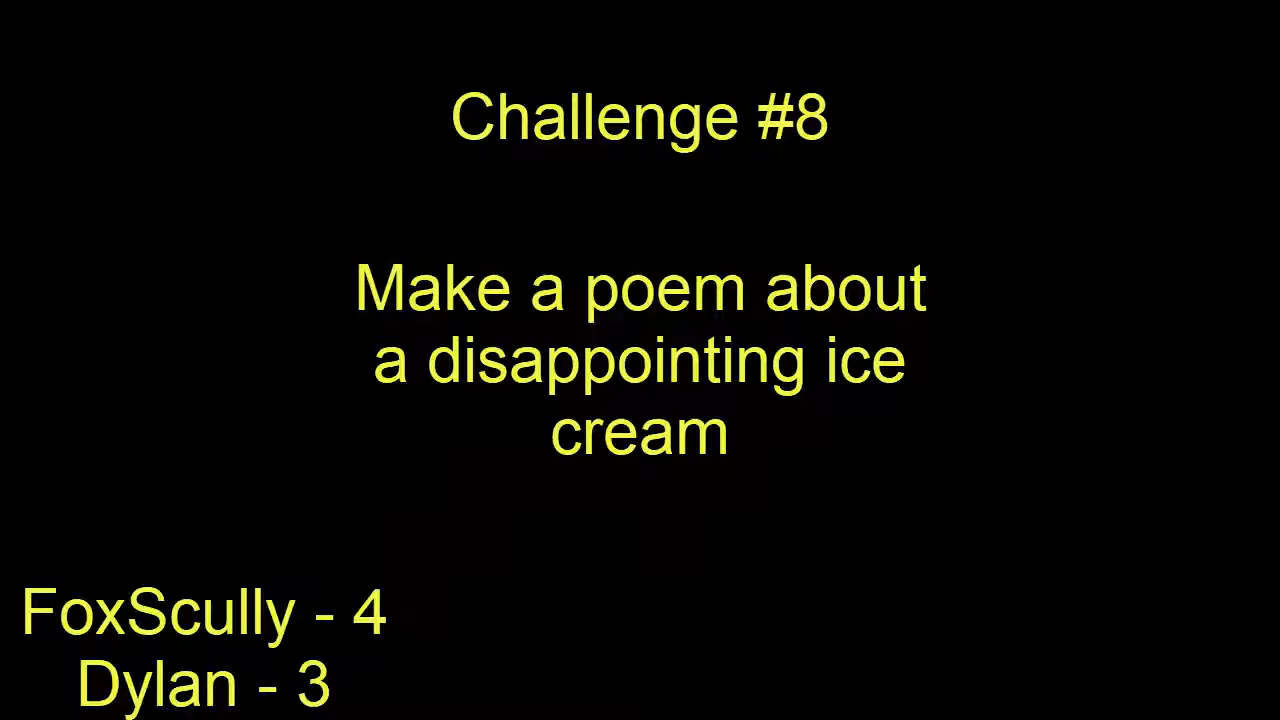 Challenge #8
Make a poem about
a disappointing ice
cream
FoxScully - 4
Dylan - 3